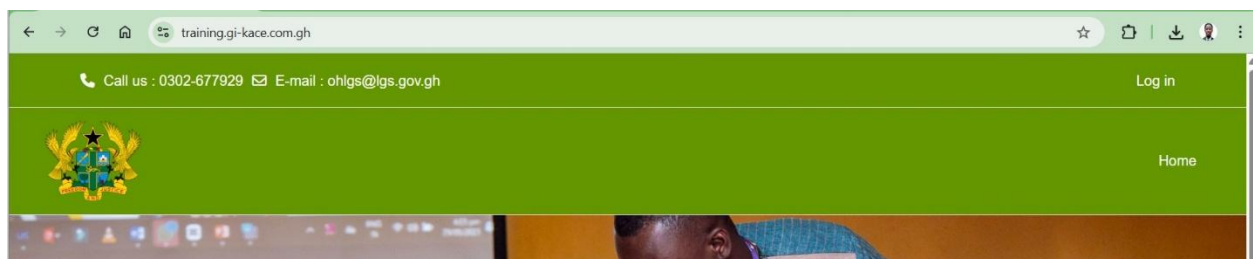 training.gi-kace.com.gh
Call us : 0302-677929 E-mail : ohlgs@lgs.gov.gh
Log in
Home